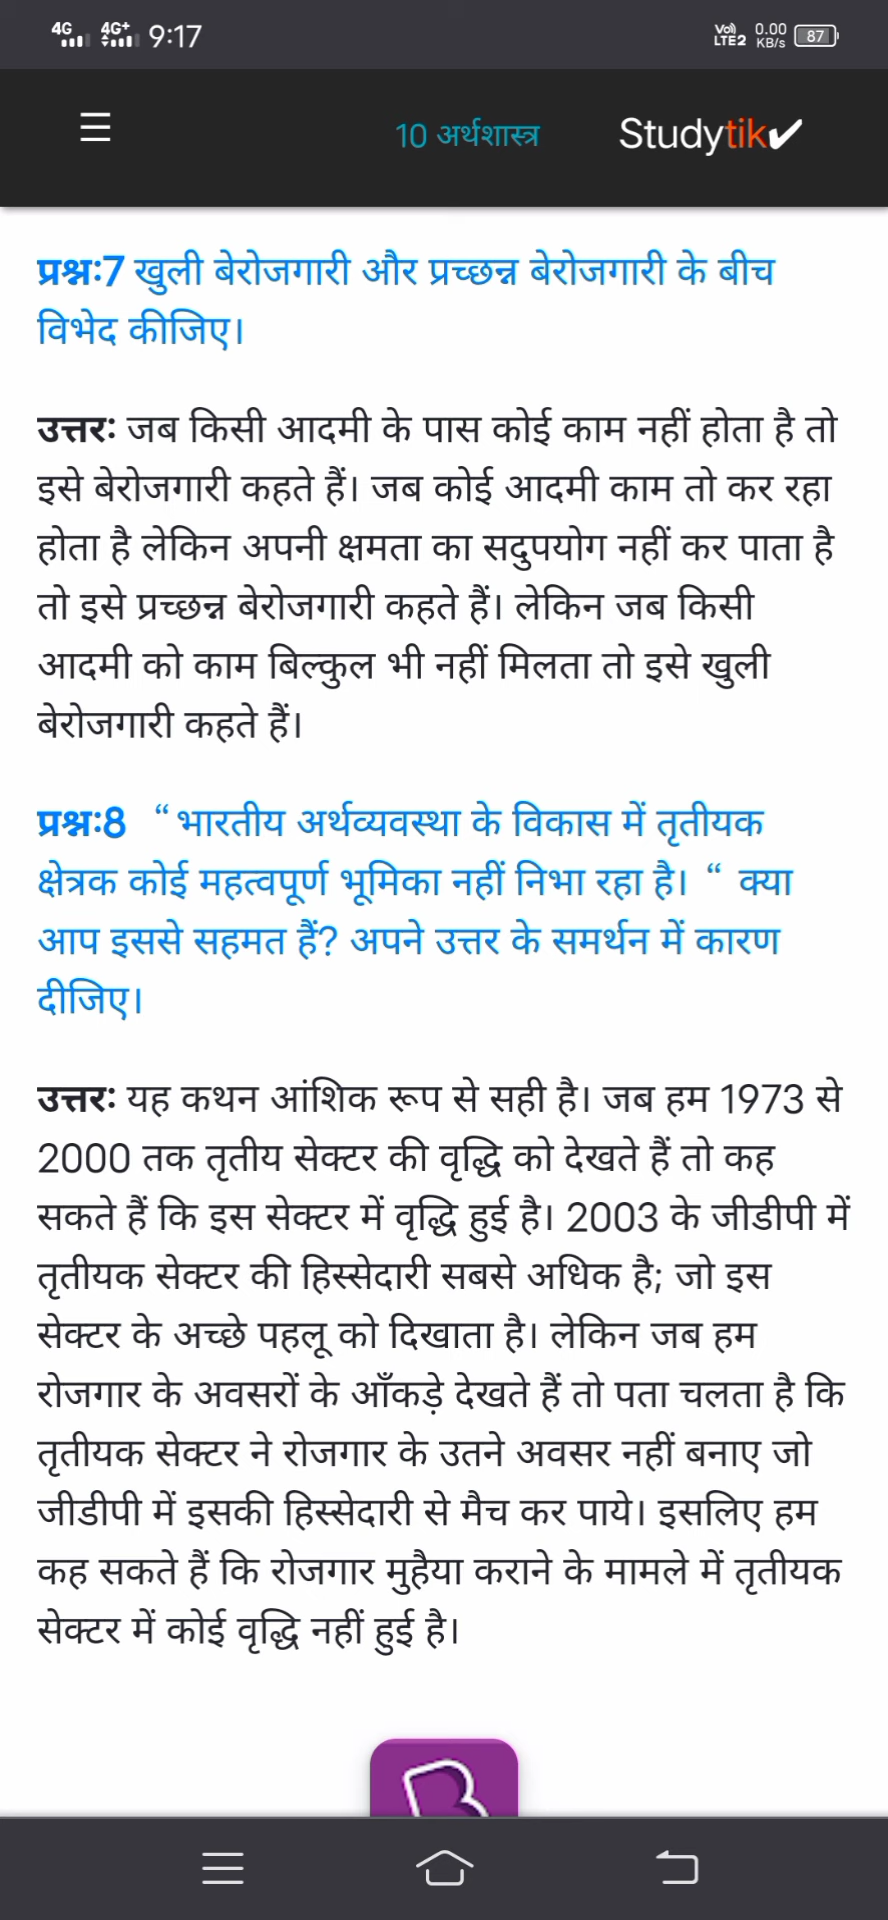 4G 4G+ 9:17 Vo) LTE2 0.00 KB/s 87
10 अर्थशास्त्र Studytik
प्रश्न:7 खुली बेरोजगारी और प्रच्छन्न बेरोजगारी के बीच
विभेद कीजिए।
उत्तर: जब किसी आदमी के पास कोई काम नहीं होता है तो
इसे बेरोजगारी कहते हैं। जब कोई आदमी काम तो कर रहा
होता है लेकिन अपनी क्षमता का सदुपयोग नहीं कर पाता है
तो इसे प्रच्छन्न बेरोजगारी कहते हैं। लेकिन जब किसी
आदमी को काम बिल्कुल भी नहीं मिलता तो इसे खुली
बेरोजगारी कहते हैं।
प्रश्न:8 “ भारतीय अर्थव्यवस्था के विकास में तृतीयक
क्षेत्रक कोई महत्वपूर्ण भूमिका नहीं निभा रहा है। “ क्या
आप इससे सहमत हैं? अपने उत्तर के समर्थन में कारण
दीजिए।
उत्तर: यह कथन आंशिक रूप से सही है। जब हम 1973 से
2000 तक तृतीय सेक्टर की वृद्धि को देखते हैं तो कह
सकते हैं कि इस सेक्टर में वृद्धि हुई है। 2003 के जीडीपी में
तृतीयक सेक्टर की हिस्सेदारी सबसे अधिक है; जो इस
सेक्टर के अच्छे पहलू को दिखाता है। लेकिन जब हम
रोजगार के अवसरों के आँकड़े देखते हैं तो पता चलता है कि
तृतीयक सेक्टर ने रोजगार के उतने अवसर नहीं बनाए जो
जीडीपी में इसकी हिस्सेदारी से मैच कर पाये। इसलिए हम
कह सकते हैं कि रोजगार मुहैया कराने के मामले में तृतीयक
सेक्टर में कोई वृद्धि नहीं हुई है।